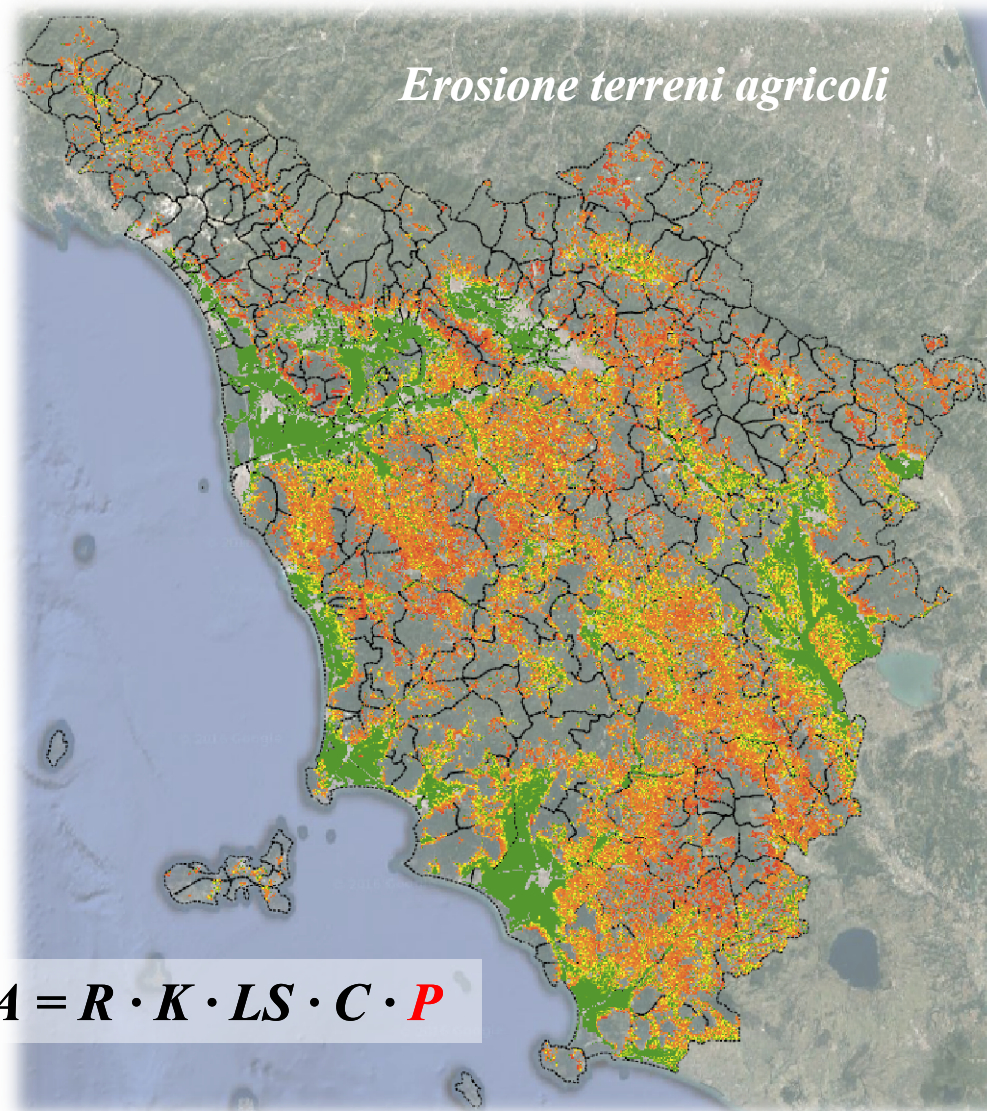 Erosione terreni agricoli
A = R · K · LS · C · P